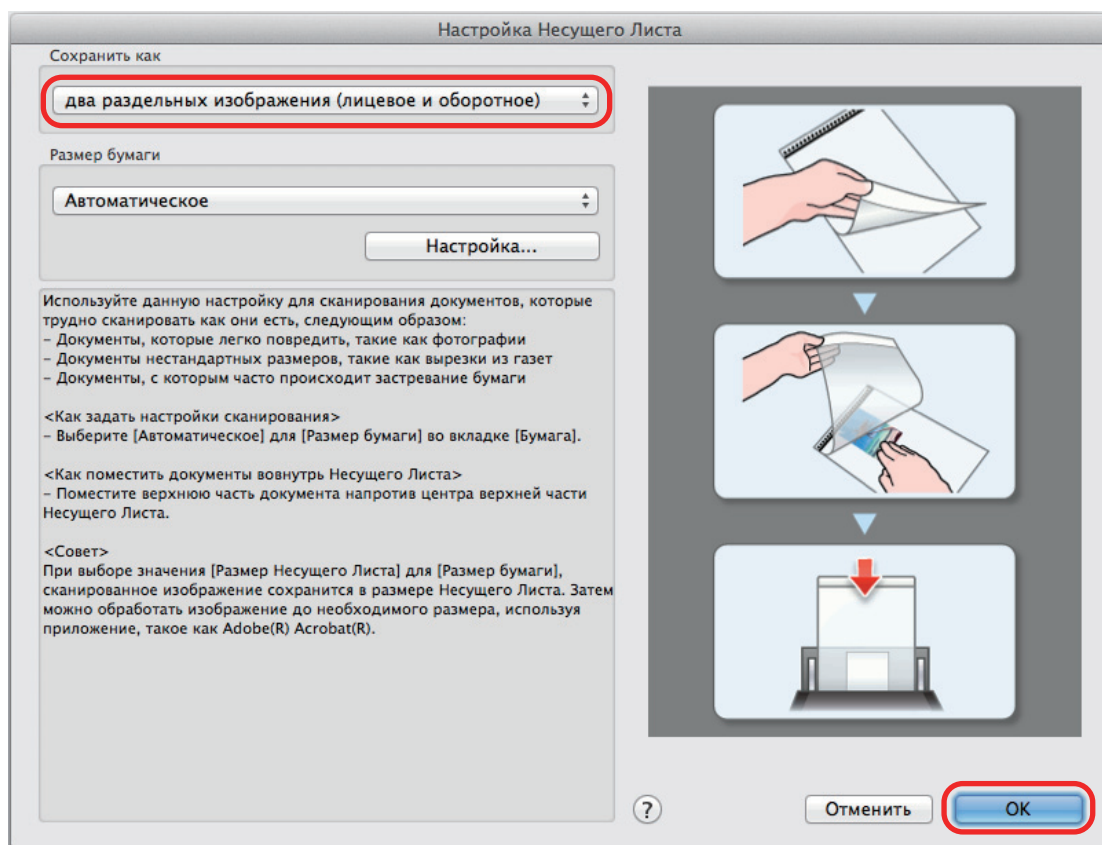 Настройка Несущего Листа
Сохранить как
два раздельных изображения (лицевое и оборотное)
Размер бумаги
Автоматическое
Настройка...
Используйте данную настройку для сканирования документов, которые
трудно сканировать как они есть, следующим образом:
– Документы, которые легко повредить, такие как фотографии
– Документы нестандартных размеров, такие как вырезки из газет
– Документы, с которым часто происходит застревание бумаги
<Как задать настройки сканирования>
– Выберите [Автоматическое] для [Размер бумаги] во вкладке [Бумага].
<Как поместить документы вовнутрь Несущего Листа>
– Поместите верхнюю часть документа напротив центра верхней части
Несущего Листа.
<Совет>
При выборе значения [Размер Несущего Листа] для [Размер бумаги],
сканированное изображение сохранится в размере Несущего Листа. Затем
можно обработать изображение до необходимого размера, используя
приложение, такое как Adobe(R) Acrobat(R).
?
Отменить
OK